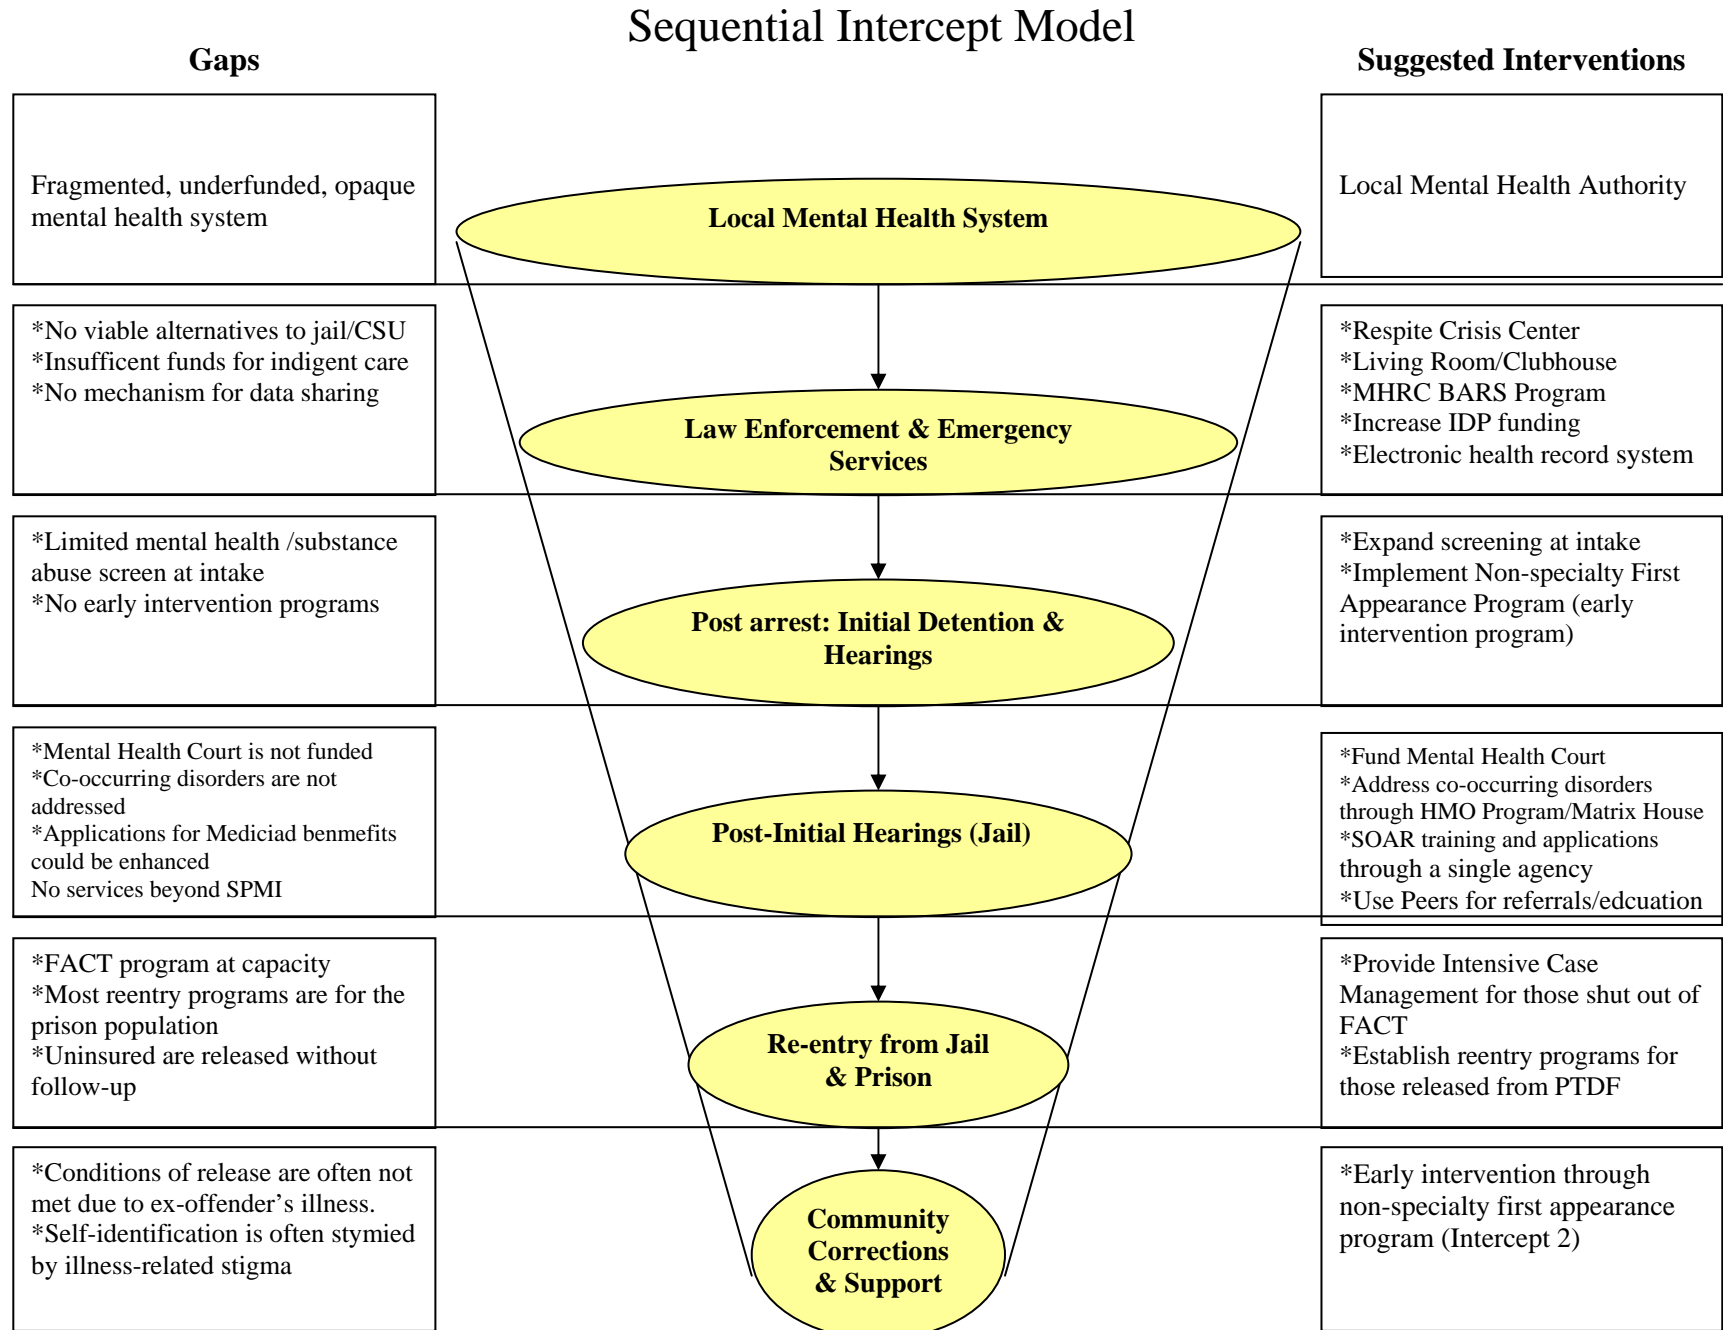 Sequential Intercept Model
Gaps
Suggested Interventions
Fragmented, underfunded, opaque
mental health system
Local Mental Health System
Local Mental Health Authority
*No viable alternatives to jail/CSU
*Insufficent funds for indigent care
*No mechanism for data sharing
Law Enforcement & Emergency
Services
*Respite Crisis Center
*Living Room/Clubhouse
*MHRC BARS Program
*Increase IDP funding
*Electronic health record system
*Limited mental health /substance
abuse screen at intake
*No early intervention programs
Post arrest: Initial Detention &
Hearings
*Expand screening at intake
*Implement Non-specialty First
Appearance Program (early
intervention program)
*Mental Health Court is not funded
*Co-occurring disorders are not
addressed
*Applications for Mediciad benmefits
could be enhanced
No services beyond SPMI
Post-Initial Hearings (Jail)
*Fund Mental Health Court
*Address co-occurring disorders
through HMO Program/Matrix House
*SOAR training and applications
through a single agency
*Use Peers for referrals/edcuation
*FACT program at capacity
*Most reentry programs are for the
prison population
*Uninsured are released without
follow-up
Re-entry from Jail
& Prison
*Provide Intensive Case
Management for those shut out of
FACT
*Establish reentry programs for
those released from PTDF
*Conditions of release are often not
met due to ex-offender’s illness.
*Self-identification is often stymied
by illness-related stigma
Community
Corrections
& Support
*Early intervention through
non-specialty first appearance
program (Intercept 2)